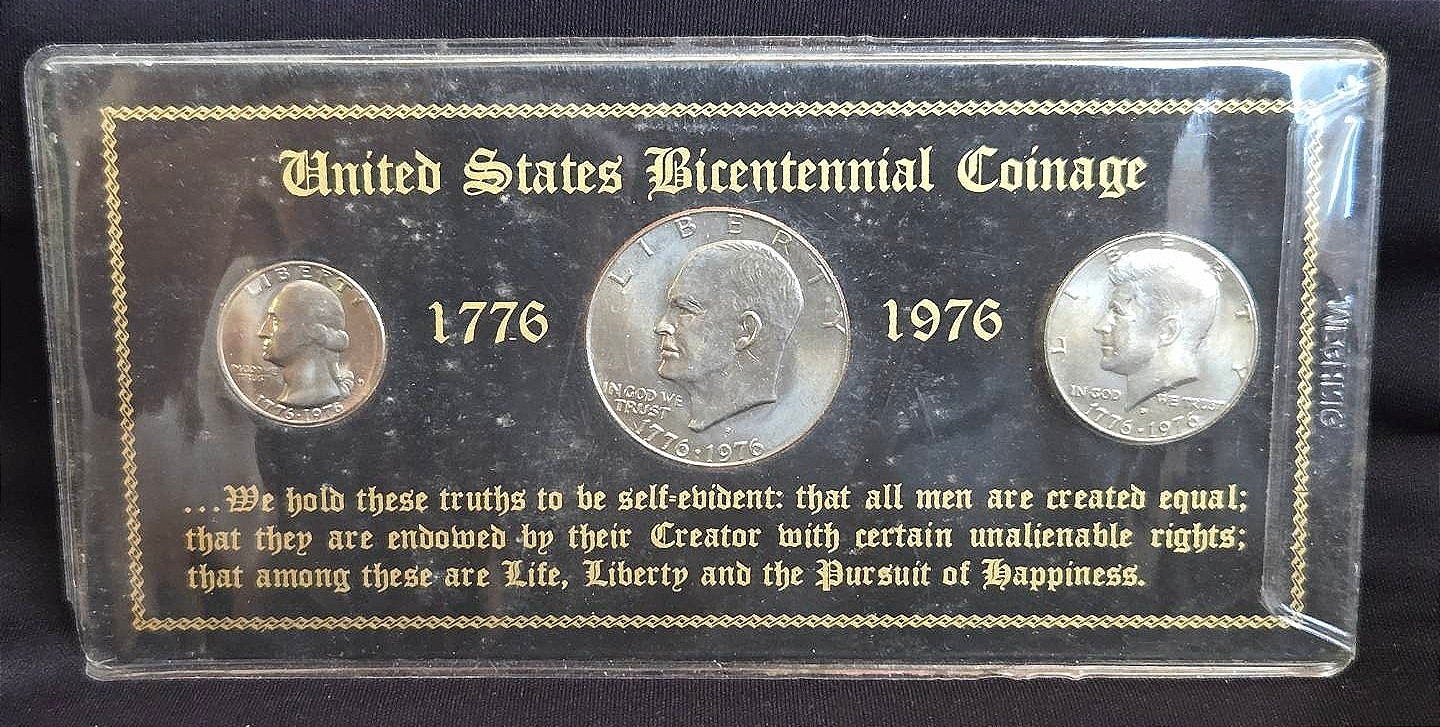 United States Bicentennial Coinage
LIBERTY
IN GOD WE
TRUST
1776·1976
1776
LIBERTY
IN GOD WE
TRUST
1776·1976
1976
LIBERTY
IN GOD WE TRUST
D
1776·1976
...We hold these truths to be self-evident: that all men are created equal;
that they are endowed by their Creator with certain unalienable rights;
that among these are Life, Liberty and the Pursuit of Happiness.